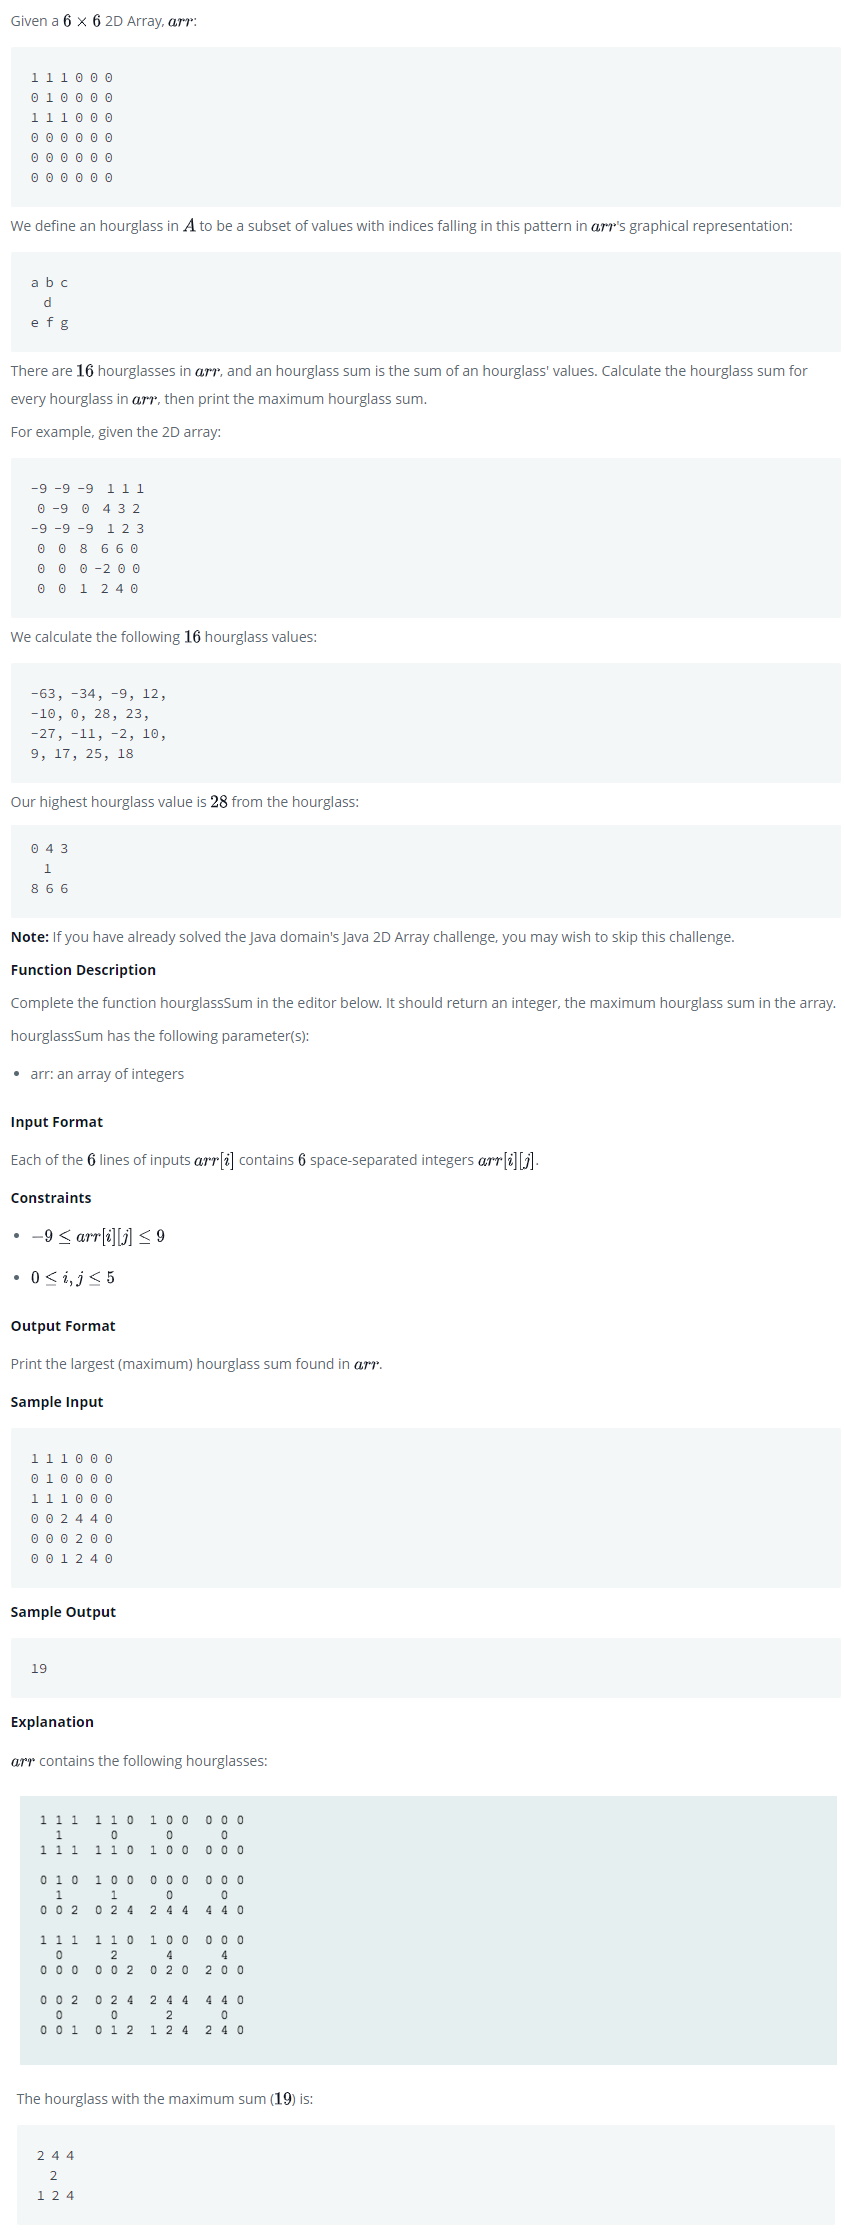 Given a 6 × 6 2D Array, arr:
1 1 1 0 0 0
0 1 0 0 0 0
1 1 1 0 0 0
0 0 0 0 0 0
0 0 0 0 0 0
0 0 0 0 0 0
We define an hourglass in A to be a subset of values with indices falling in this pattern in arr's graphical representation:
a b c
d
e f g
There are 16 hourglasses in arr, and an hourglass sum is the sum of an hourglass' values. Calculate the hourglass sum for
every hourglass in arr, then print the maximum hourglass sum.
For example, given the 2D array:
-9 -9 -9 1 1 1
0 -9 0 4 3 2
-9 -9 -9 1 2 3
0 0 8 6 6 0
0 0 0 -2 0 0
0 0 1 2 4 0
We calculate the following 16 hourglass values:
-63, -34, -9, 12,
-10, 0, 28, 23,
-27, -11, -2, 10,
9, 17, 25, 18
Our highest hourglass value is 28 from the hourglass:
0 4 3
1
8 6 6
Note: If you have already solved the Java domain's Java 2D Array challenge, you may wish to skip this challenge.
Function Description
Complete the function hourglassSum in the editor below. It should return an integer, the maximum hourglass sum in the array.
hourglassSum has the following parameter(s):
• arr: an array of integers
Input Format
Each of the 6 lines of inputs arr[i] contains 6 space-separated integers arr[i][j].
Constraints
• −9 ≤ arr[i][j] ≤ 9
• 0 ≤ i, j ≤ 5
Output Format
Print the largest (maximum) hourglass sum found in arr.
Sample Input
1 1 1 0 0 0
0 1 0 0 0 0
1 1 1 0 0 0
0 0 2 4 4 0
0 0 0 2 0 0
0 0 1 2 4 0
Sample Output
19
Explanation
arr contains the following hourglasses:
1 1 1 1 1 0 1 0 0 0 0 0
1 0 0 0
1 1 1 1 1 0 1 0 0 0 0 0
0 1 0 1 0 0 0 0 0 0 0 0
1 1 0 0
0 0 2 0 2 4 2 4 4 4 4 0
1 1 1 1 1 0 1 0 0 0 0 0
0 2 4 4
0 0 0 0 0 2 0 2 0 2 0 0
0 0 2 0 2 4 2 4 4 4 4 0
0 0 2 0
0 0 1 0 1 2 1 2 4 2 4 0
The hourglass with the maximum sum (19) is:
2 4 4
2
1 2 4